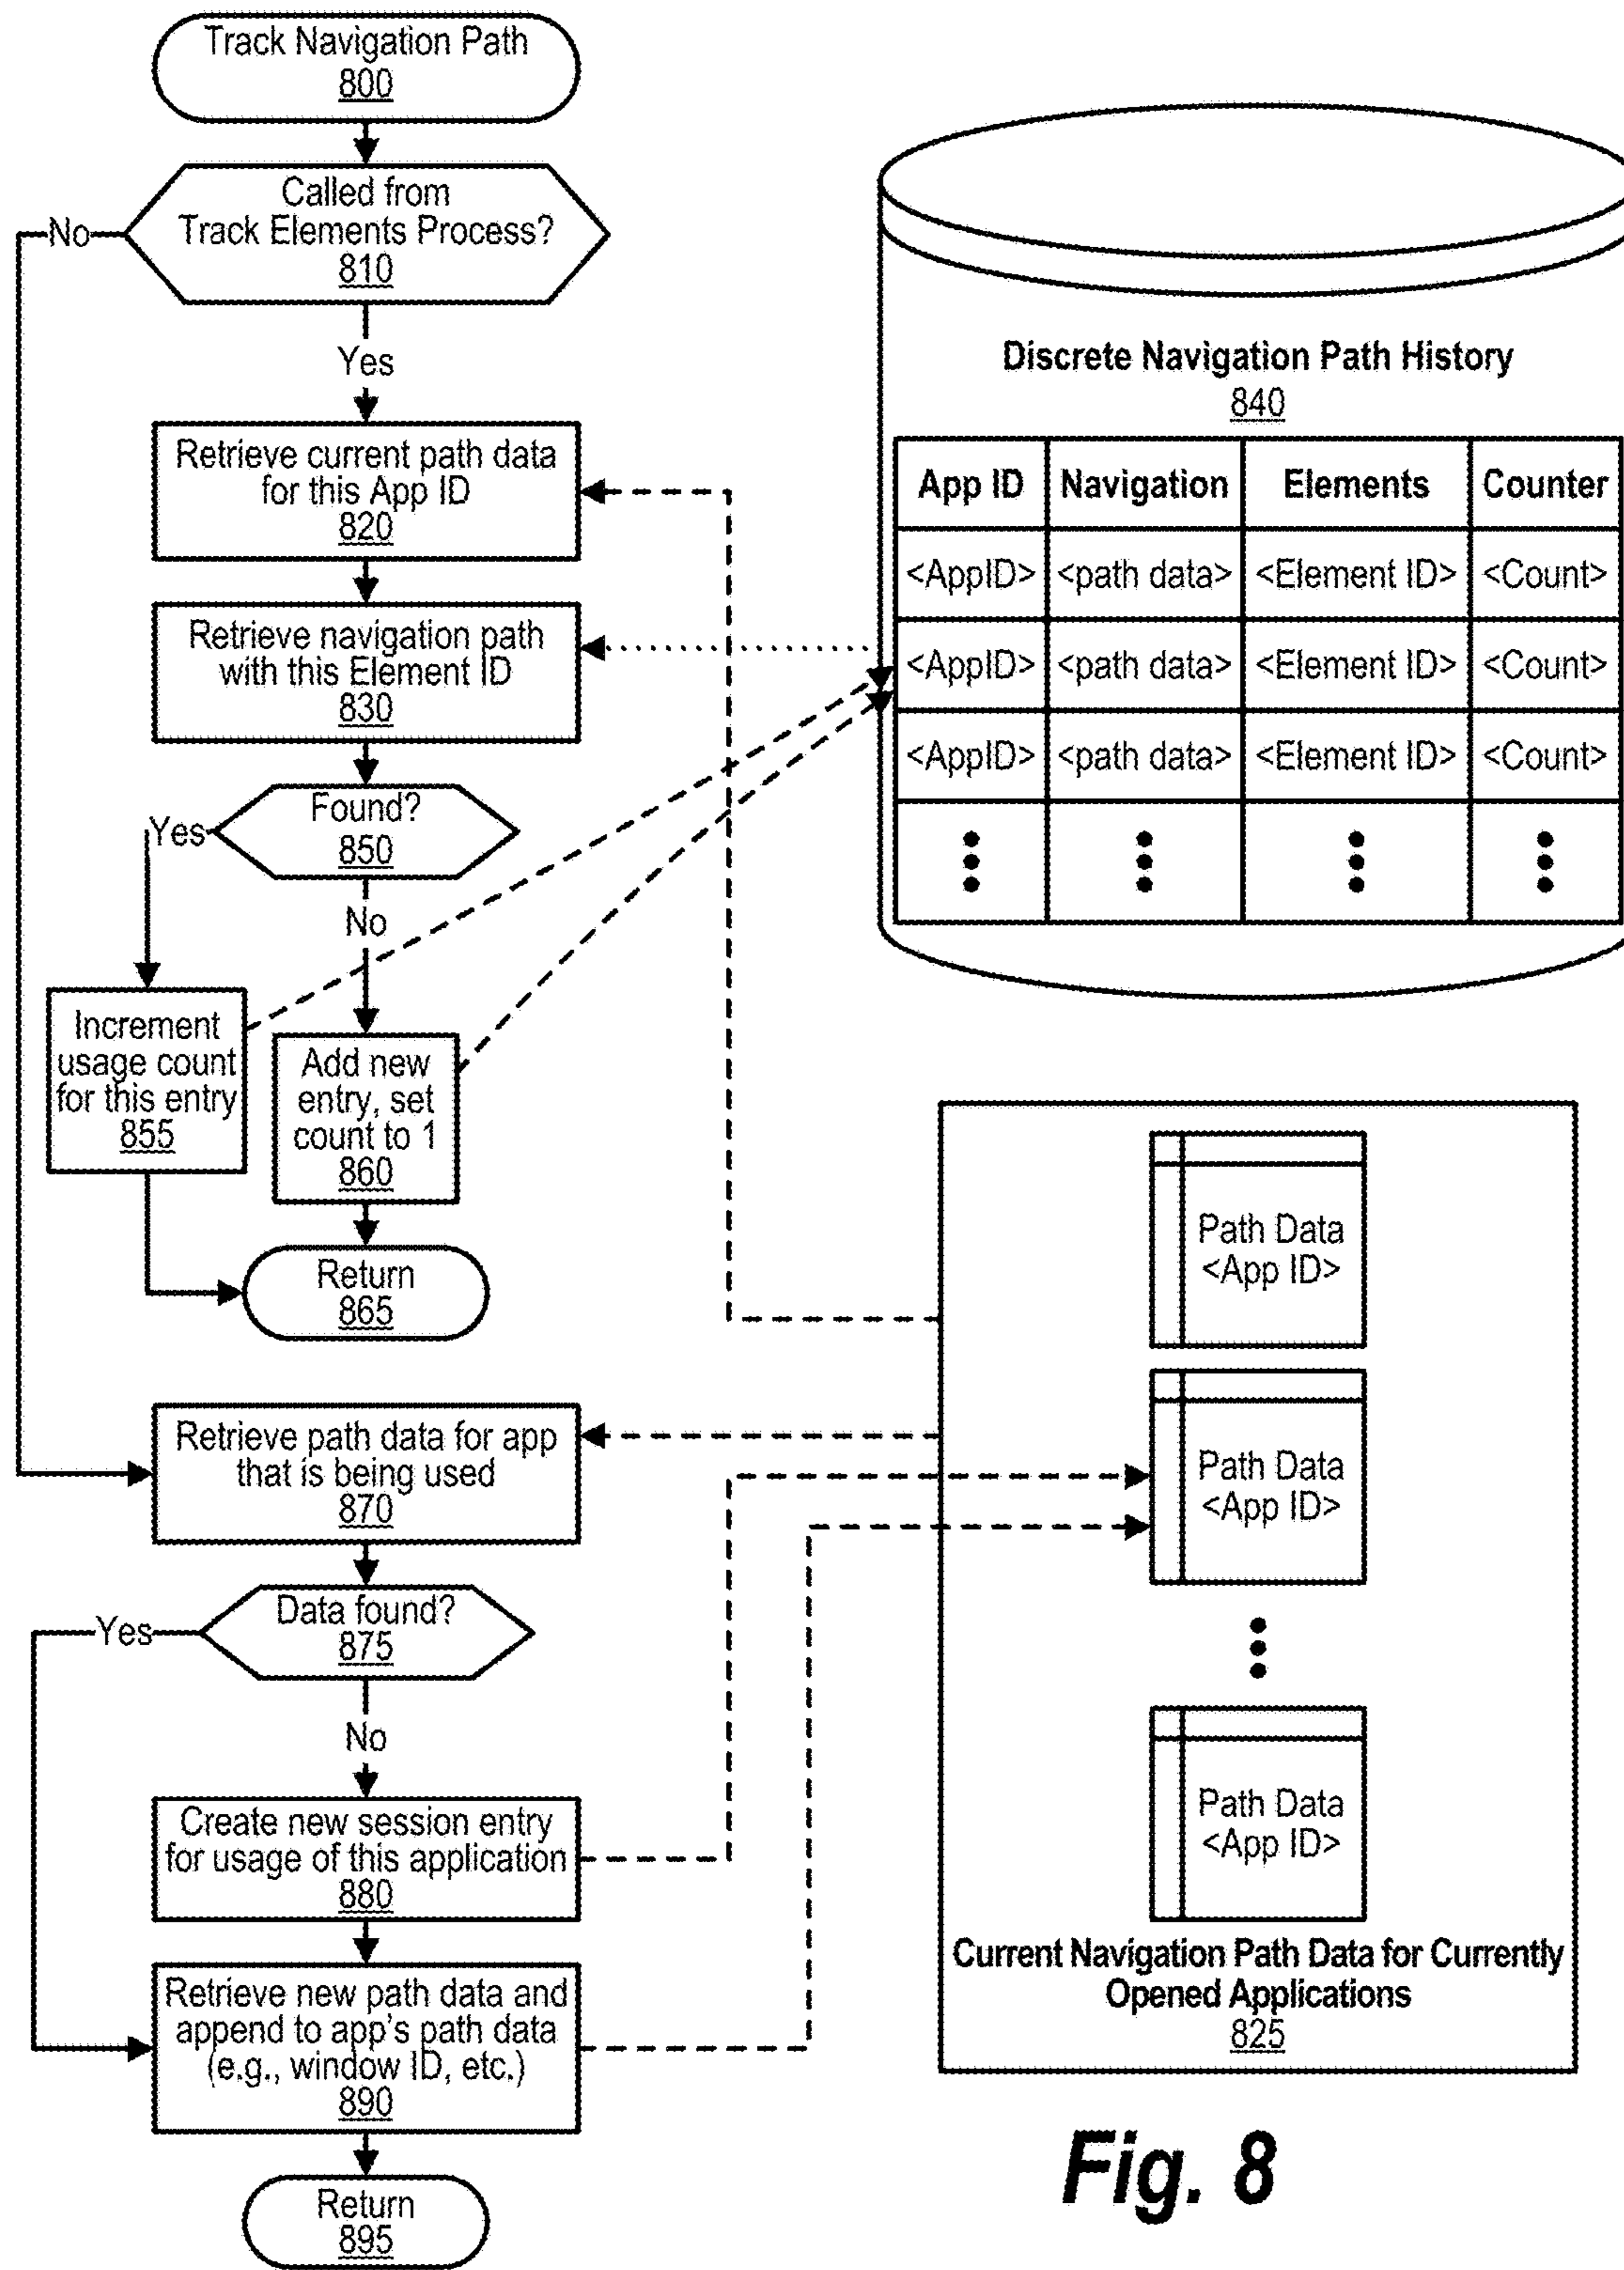 Track Navigation Path
800
Called from
Track Elements Process?
810
No
Yes
Retrieve current path data
for this App ID
820
Retrieve navigation path
with this Element ID
830
Found?
850
Yes
No
Increment
usage count
for this entry
855
Add new
entry, set
count to 1
860
Return
865
Retrieve path data for app
that is being used
870
Data found?
875
Yes
No
Create new session entry
for usage of this application
880
Retrieve new path data and
append to app's path data
(e.g., window ID, etc.)
890
Return
895
Discrete Navigation Path History
840
App ID Navigation Elements Counter
<AppID> <path data> <Element ID> <Count>
<AppID> <path data> <Element ID> <Count>
<AppID> <path data> <Element ID> <Count>
Path Data
<App ID>
Path Data
<App ID>
Path Data
<App ID>
Current Navigation Path Data for Currently
Opened Applications
825
Fig. 8